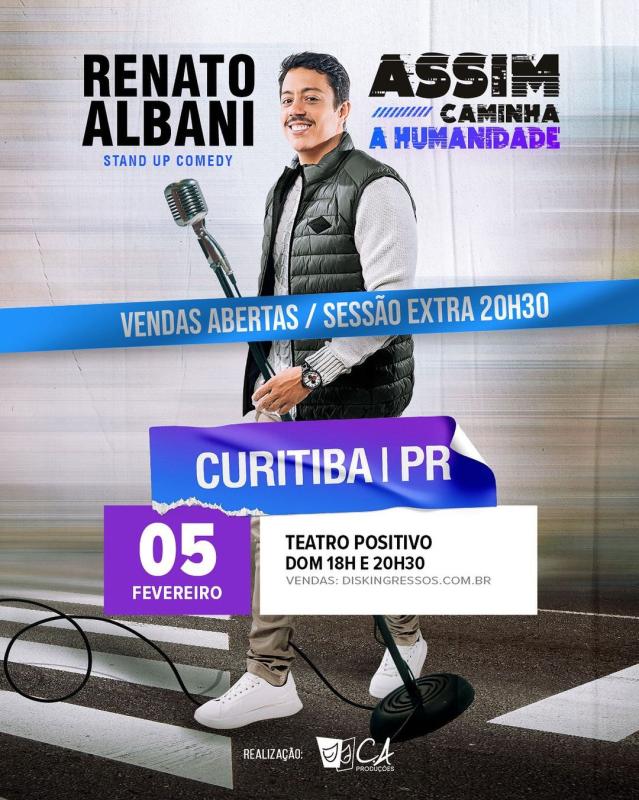 RENATO
ALBANI
STAND UP COMEDY
ASSIM
CAMINHA
A HUMANIDADE
VENDAS ABERTAS / SESSÃO EXTRA 20H30
CURITIBA | PR
05
FEVEREIRO
TEATRO POSITIVO
DOM 18H E 20H30
VENDAS: DISKINGRESSOS.COM.BR
REALIZAÇÃO:
C.A
PRODUÇÕES